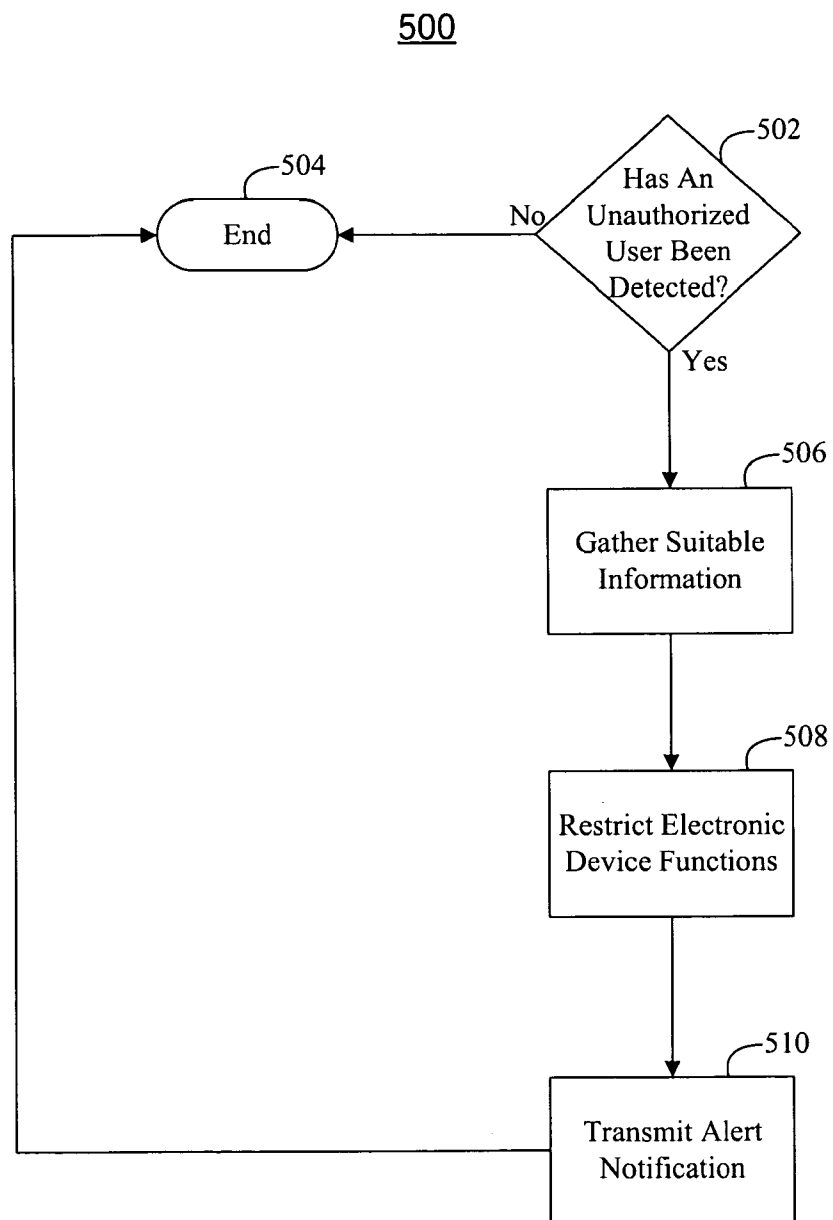 500
502
504
Has An
Unauthorized
User Been
Detected?
No
End
Yes
506
Gather Suitable
Information
508
Restrict Electronic
Device Functions
510
Transmit Alert
Notification